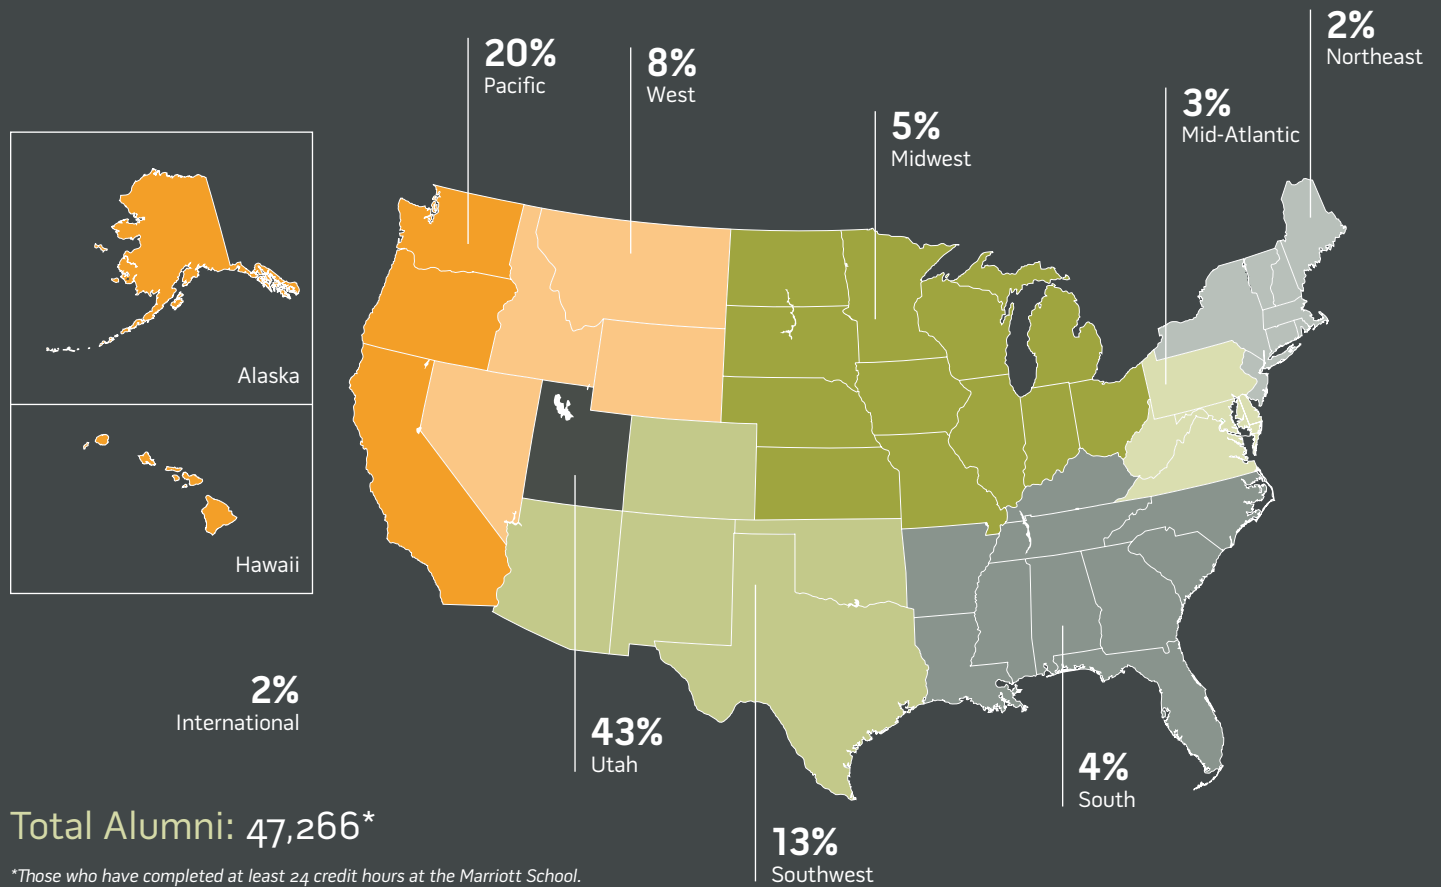 2%
Northeast
20%
Pacific
8%
West
3%
Mid-Atlantic
5%
Midwest
Alaska
Hawaii
2%
International
43%
Utah
4%
South
13%
Southwest
Total Alumni: 47,266*
*Those who have completed at least 24 credit hours at the Marriott School.